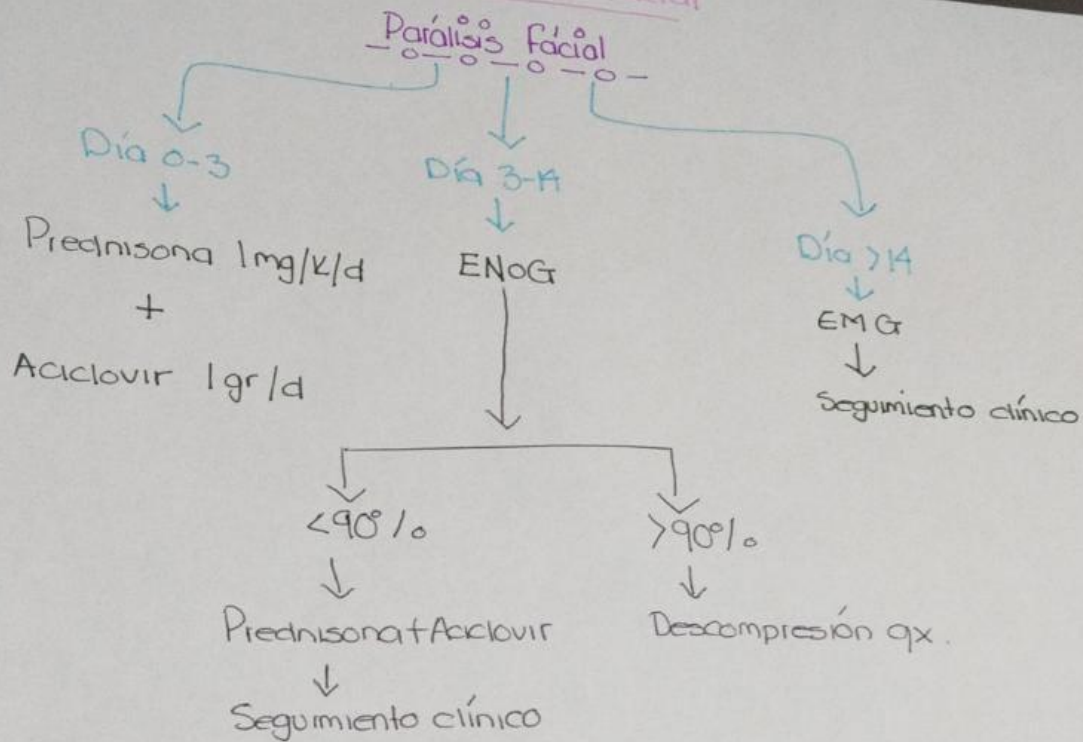 Parálisis fácial
Día 0-3
Prednisona 1mg/k/d
+
Aciclovir 1gr/d
Día 3-14
ENoG
<90%
Prednisona+Aciclovir
Seguimiento clínico
>90%
Descompresión qx.
Día >14
EMG
Seguimiento clínico